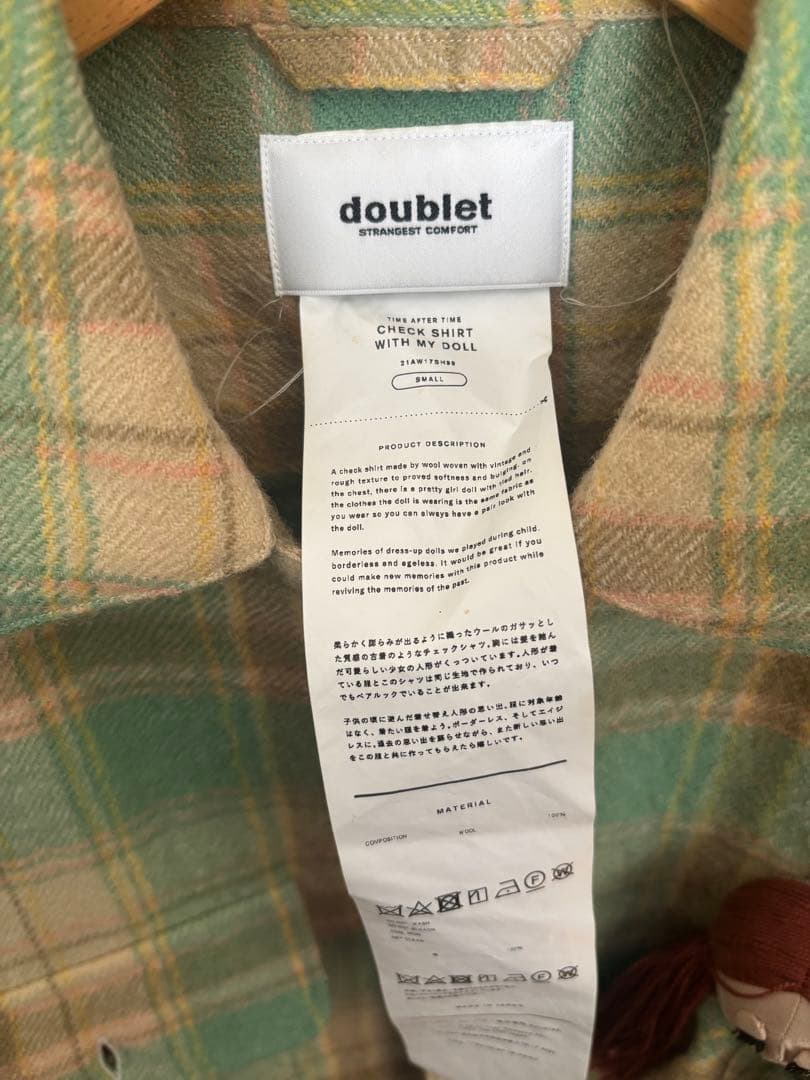 doublet
STRANGEST COMFORT
TIME AFTER TIME
CHECK SHIRT
WITH MY DOLL
21AW17SH99
SMALL
PRODUCT DESCRIPTION
A check shirt made by wool woven with vintage and
rough texture to proved softness and bulging. on
the chest, there is a pretty girl doll with tied hair.
the clothes the doll is wearing is the same fabric as
you wear so you can always have a pair look with
the doll.
Memories of dress-up dolls we played during child.
borderless and ageless. It would be great if you
could make new memories with this product while
reviving the memories of the past.
柔らかく膨らみが出るように織ったウールのガサッとし
た質感の古着のようなチェックシャツ。胸には髪を結ん
だ可愛らしい少女の人形がくっついています。人形が着
ている服とこのシャツは同じ生地で作られており、いつ
でもペアルックでいることが出来ます。
子供の頃に遊んだ着せ替え人形の思い出。服に対象年齢
はなく、着たい服を着よう。ボーダーレス、そしてエイジ
レスに。過去の思い出を蘇らせながら、また新しい思い出
をこの服と共に作ってもらえたら嬉しいです。
MATERIAL
COMPOSITION WOOL 100%
F W
MADE IN JAPAN